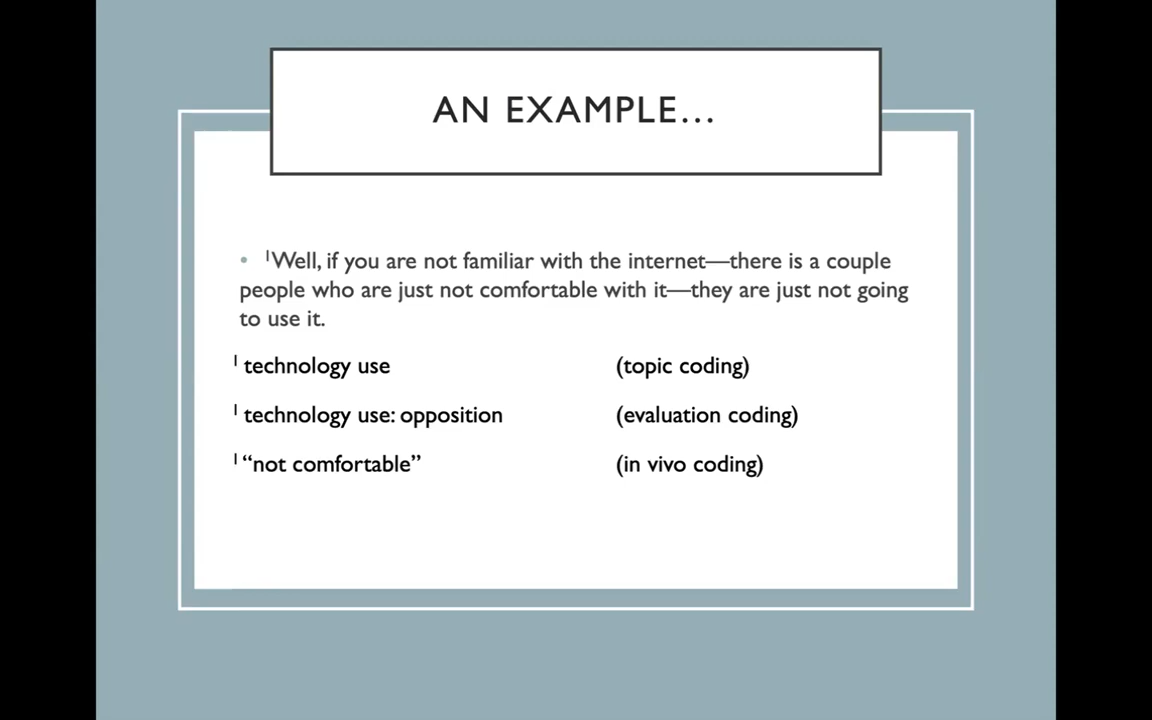 AN EXAMPLE...
• ¹Well, if you are not familiar with the internet—there is a couple
people who are just not comfortable with it—they are just not going
to use it.
¹ technology use (topic coding)
¹ technology use: opposition (evaluation coding)
¹ “not comfortable” (in vivo coding)